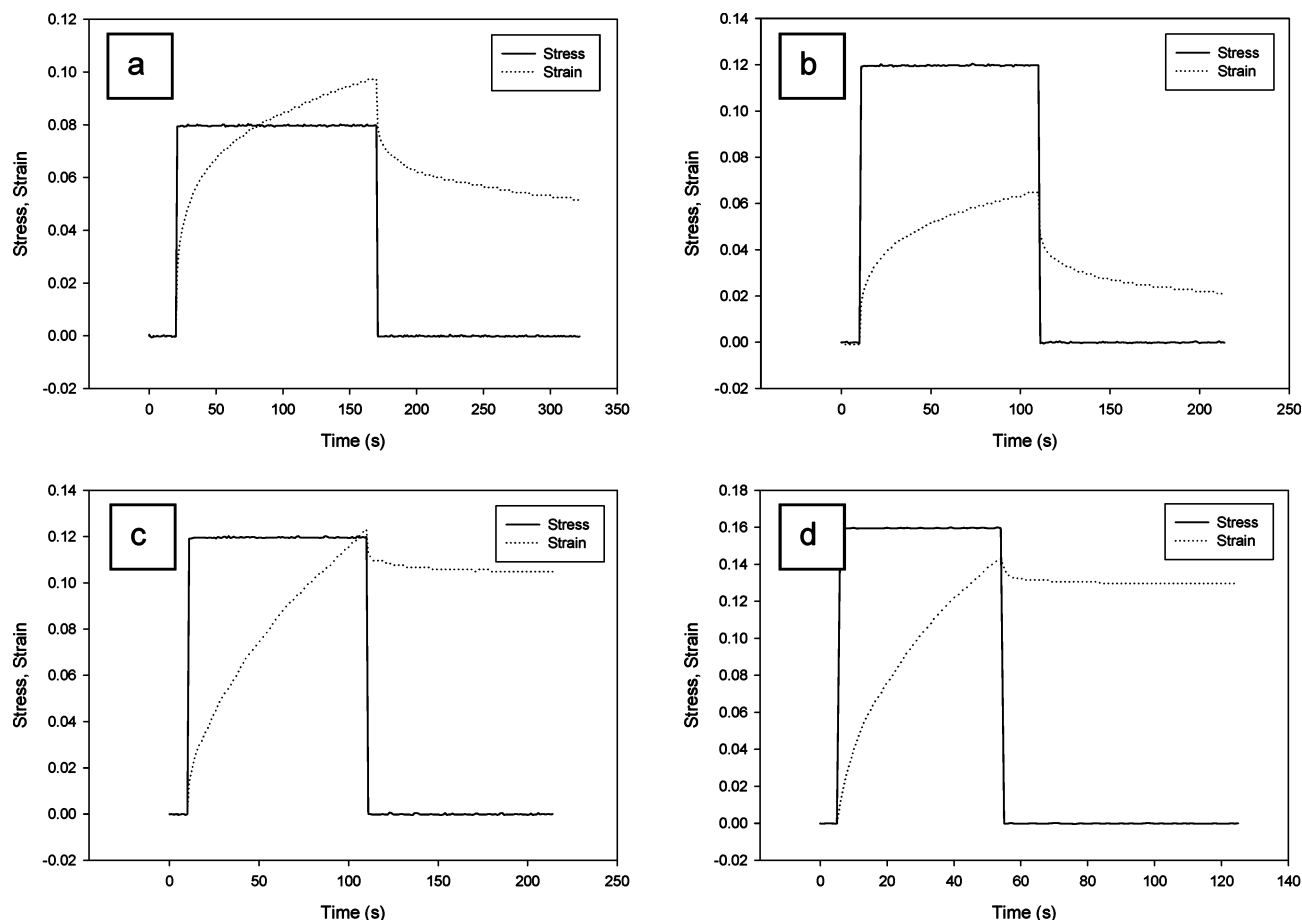 a
Stress
Strain
0.12
0.10
0.08
0.06
0.04
0.02
0.00
-0.02
Stress, Strain
0 50 100 150 200 250 300 350
Time (s)
b
Stress
Strain
0.14
0.12
0.10
0.08
0.06
0.04
0.02
0.00
-0.02
Stress, Strain
0 50 100 150 200 250
Time (s)
c
Stress
Strain
0.14
0.12
0.10
0.08
0.06
0.04
0.02
0.00
-0.02
Stress, Strain
0 50 100 150 200 250
Time (s)
d
Stress
Strain
0.18
0.16
0.14
0.12
0.10
0.08
0.06
0.04
0.02
0.00
-0.02
Stress, Strain
0 20 40 60 80 100 120 140
Time (s)